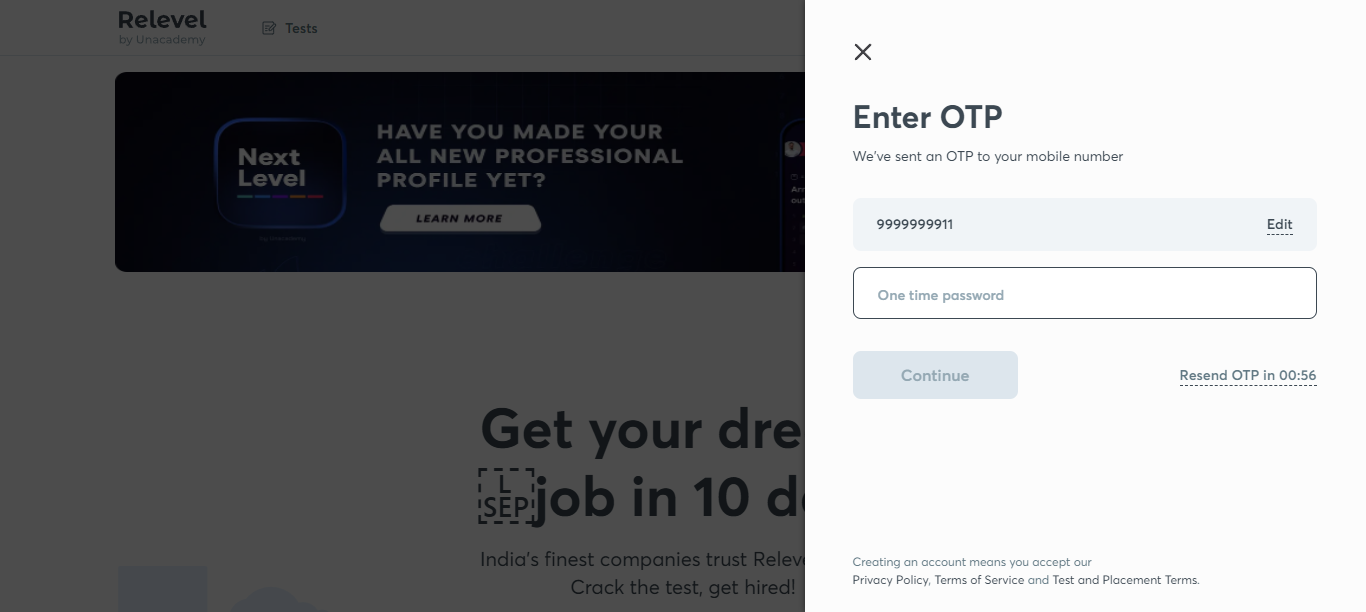 Relevel
by Unacademy
Tests
Next
Level
by Unacademy
HAVE YOU MADE YOUR
ALL NEW PROFESSIONAL
PROFILE YET?
LEARN MORE
Get your dre
L SEP job in 10 d
India's finest companies trust Releve
Crack the test, get hired!
Enter OTP
We've sent an OTP to your mobile number
9999999911
Edit
One time password
Continue
Resend OTP in 00:56
Creating an account means you accept our
Privacy Policy, Terms of Service and Test and Placement Terms.